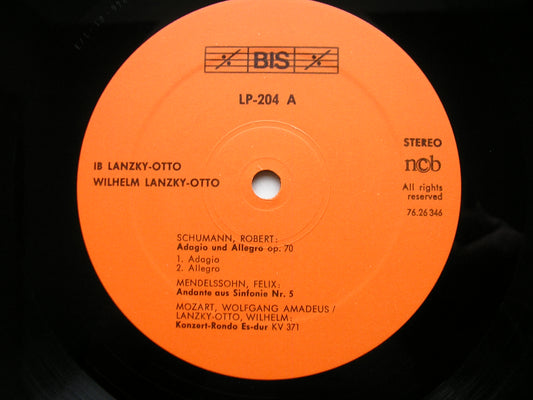 BIS
LP-204 A
STEREO
ncb
All rights
reserved
76.26346
IB LANZKY-OTTO
WILHELM LANZKY-OTTO
SCHUMANN, ROBERT:
Adagio und Allegro op. 70
1. Adagio
2. Allegro
MENDELSSOHN, FELIX:
Andante aus Sinfonie Nr. 5
MOZART, WOLFGANG AMADEUS/
LANZKY-OTTO, WILHELM:
Konzert-Rondo Es-dur KV 371